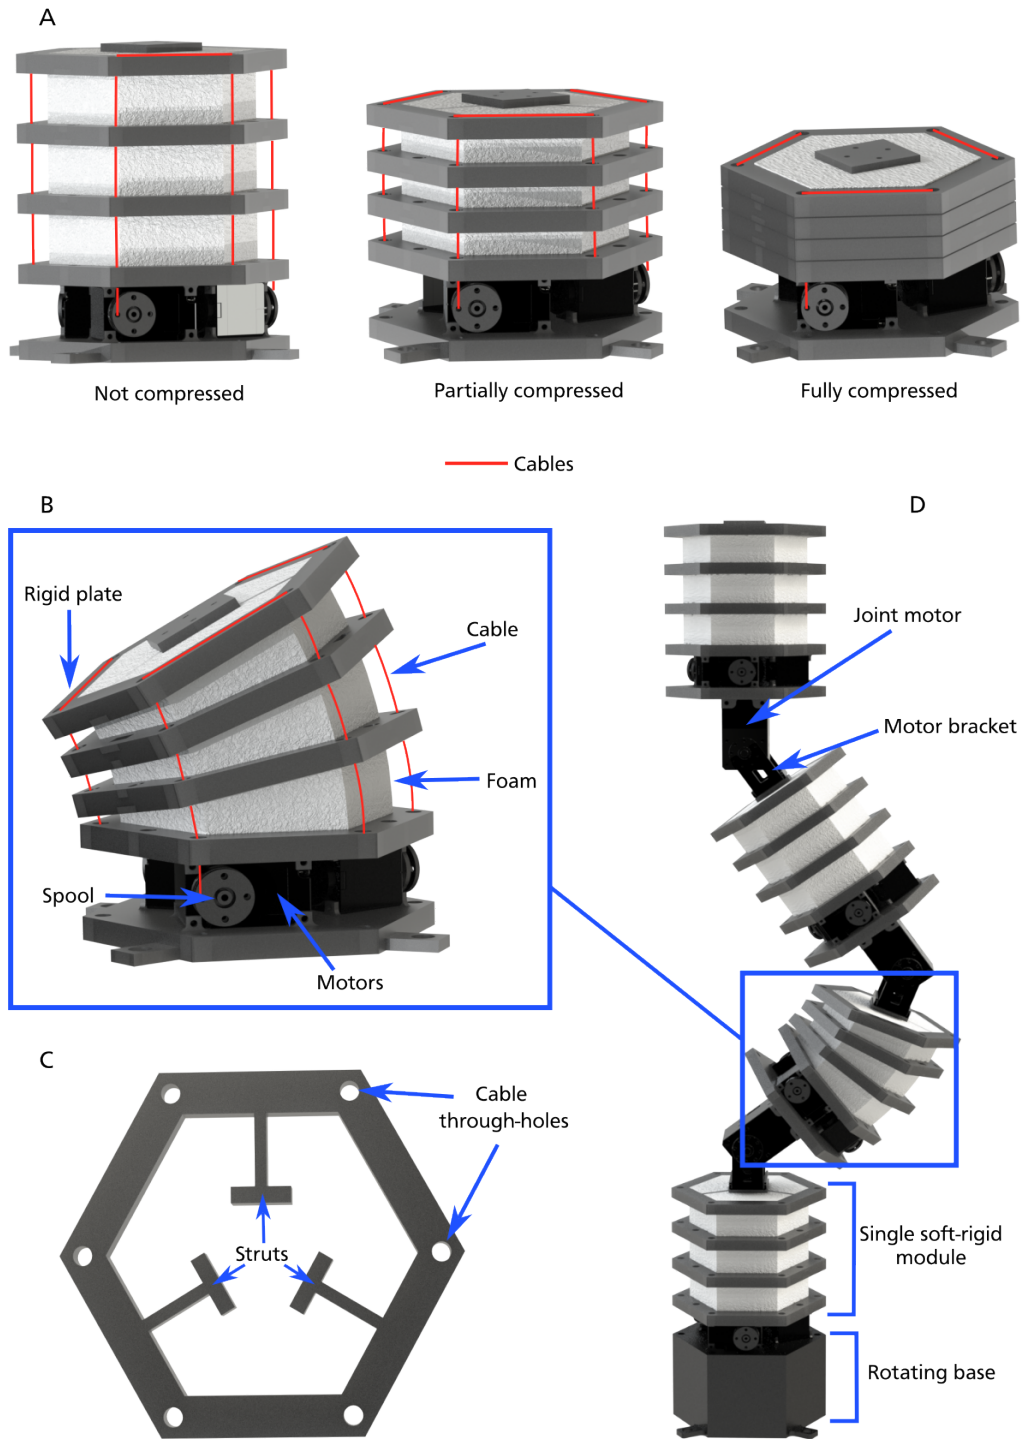 A
Not compressed
Partially compressed
Fully compressed
Cables
B
Rigid plate
Cable
Foam
Spool
Motors
C
Cable
through-holes
Struts
D
Joint motor
Motor bracket
Single soft-rigid
module
Rotating base